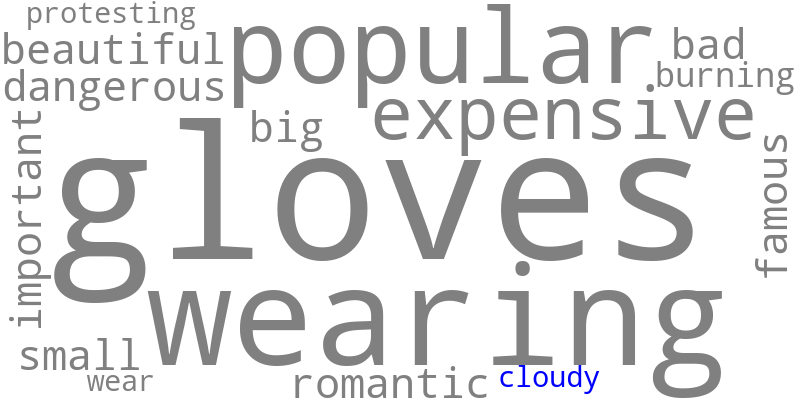 protesting
popular
bad
beautiful
burning
dangerous
expensive
big
important
gloves
famous
wearing
small
wear
romantic
cloudy